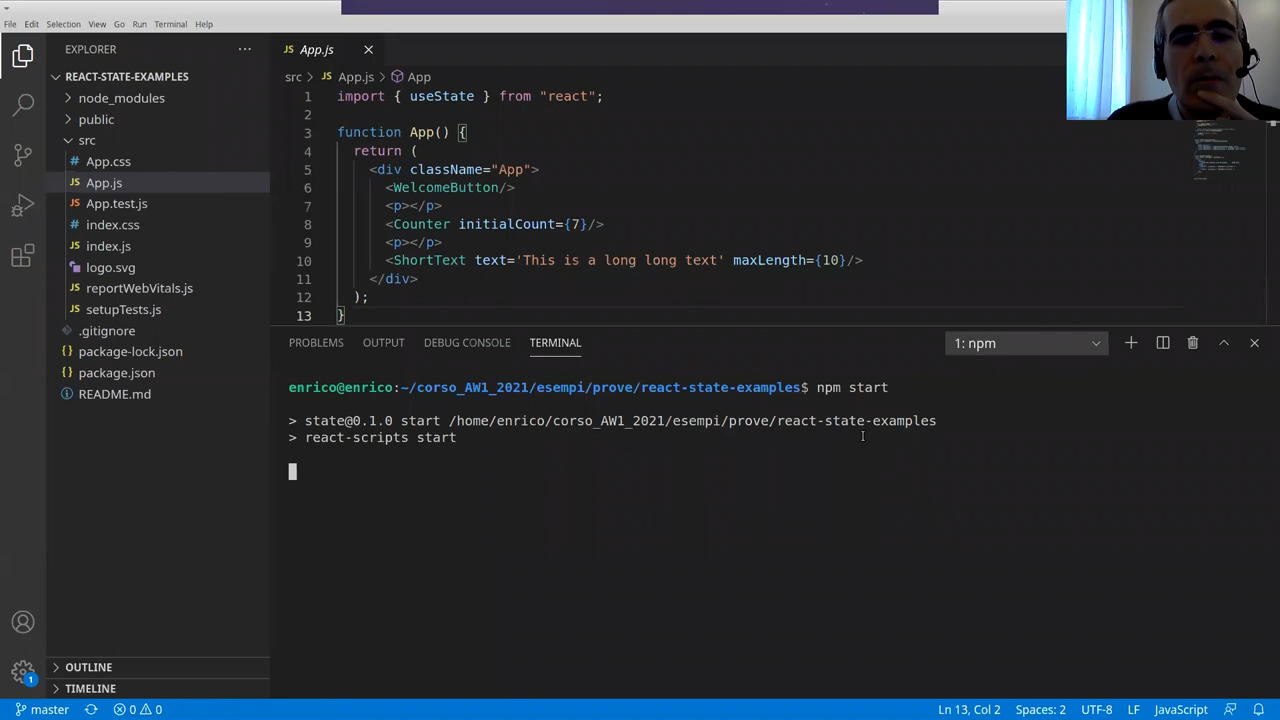 File Edit Selection View Go Run Terminal Help
EXPLORER
REACT-STATE-EXAMPLES
node_modules
public
src
App.css
JS App.js
JS App.test.js
index.css
JS index.js
logo.svg
JS reportWebVitals.js
JS setupTests.js
.gitignore
package-lock.json
package.json
README.md
OUTLINE
TIMELINE
JS App.js
src > JS App.js > App
1 import { useState } from "react";
2
3 function App() {
4 return (
5 <div className="App">
6 <WelcomeButton/>
7 <p></p>
8 <Counter initialCount={7}/>
9 <p></p>
10 <ShortText text='This is a long long text' maxLength={10}/>
11 </div>
12 );
13 }
PROBLEMS OUTPUT DEBUG CONSOLE TERMINAL 1: npm
enrico@enrico:~/corso_AW1_2021/esempi/prove/react-state-examples$ npm start
> state@0.1.0 start /home/enrico/corso_AW1_2021/esempi/prove/react-state-examples
> react-scripts start
1
master 0 0 Ln 13, Col 2 Spaces: 2 UTF-8 LF JavaScript